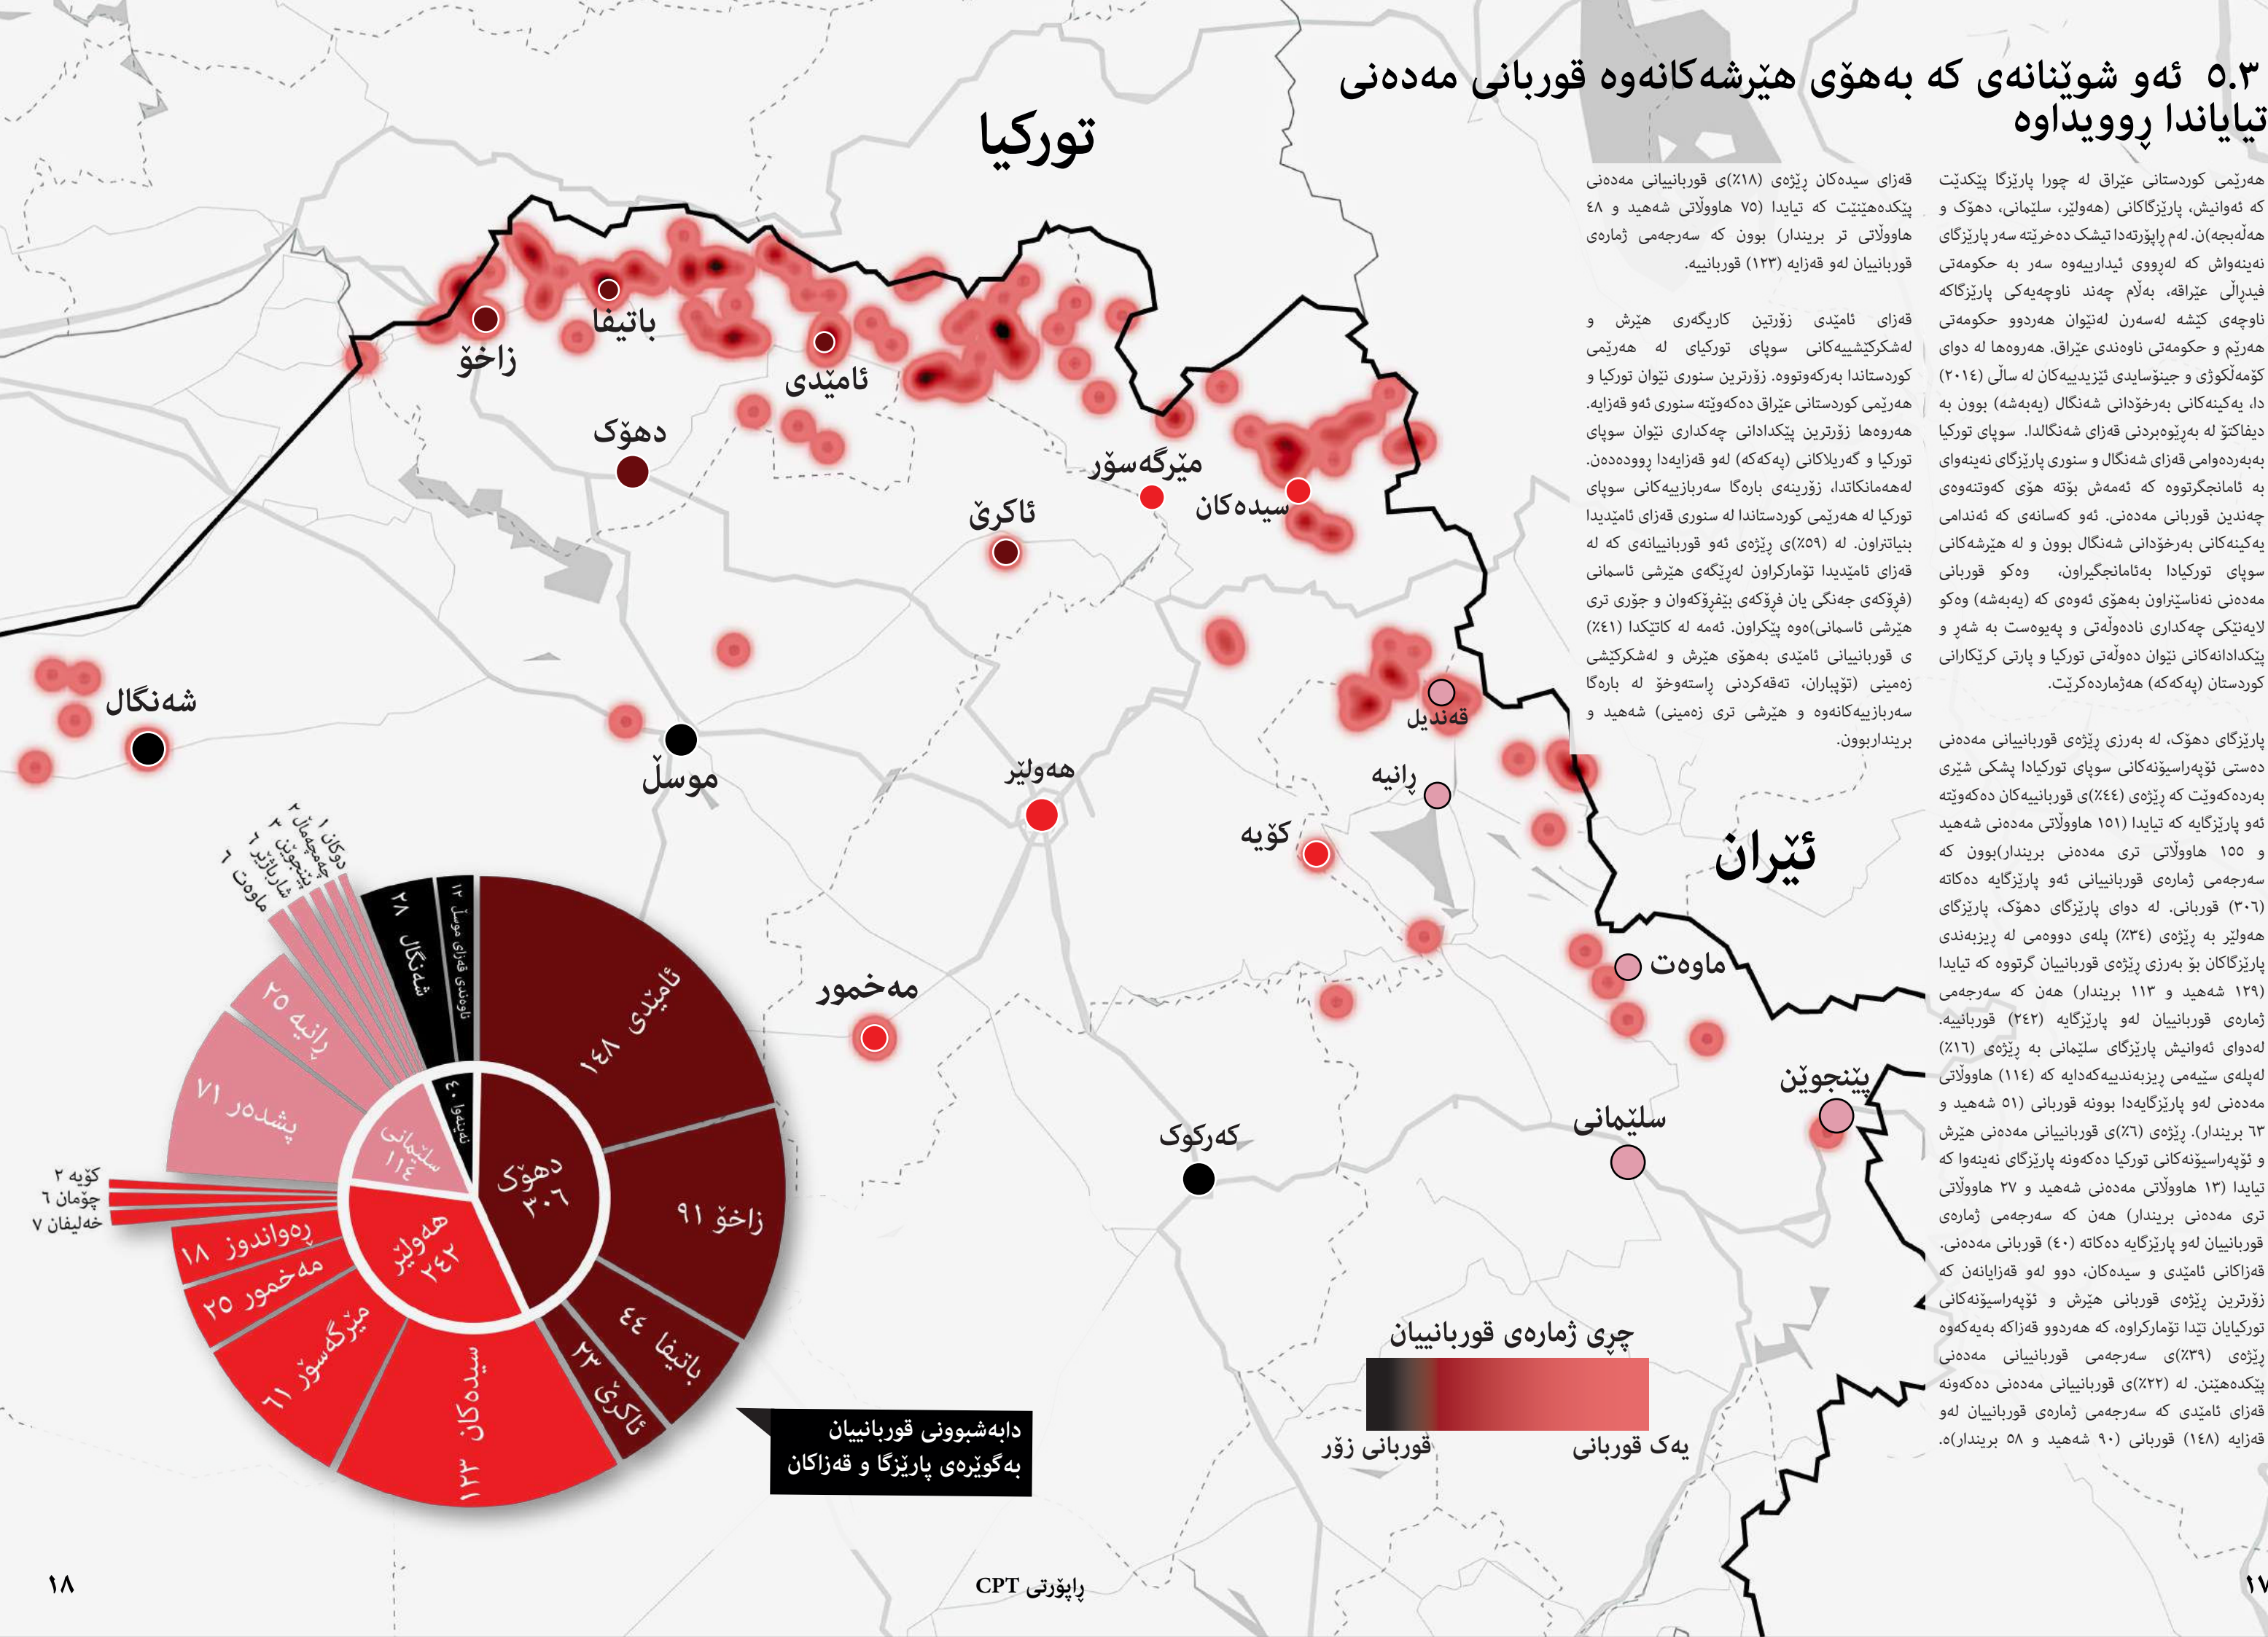 ٥.٣ ئەو شوێنانەی کە بەهۆی هێرشەکانەوە قوربانی مەدەنی
تیایاندا ڕوویداوە
هەرێمی کوردستانی عێراق لە چورا پارێزگا پێکدێت
کە ئەوانیش، پارێزگاکانی (هەولێر، سلێمانی، دهۆک و
هەڵەبجە)ن. لەم ڕاپۆرتەدا تیشک دەخرێتە سەر پارێزگای
نەینەواش کە لەڕووی ئیدارییەوە سەر بە حکومەتی
فیدراڵی عێراقە، بەڵام چەند ناوچەیەکی پارێزگاکە
ناوچەی کێشە لەسەرن لەنێوان هەردوو حکومەتی
هەرێم و حکومەتی ناوەندی عێراق. هەروەها لە دوای
کۆمەڵکوژی و جینۆسایدی ئێزیدییەکان لە ساڵی (٢٠١٤)
دا، یەکینەکانی بەرخۆدانی شەنگال (یەبەشە) بوون بە
دیفاکتۆ لە بەڕێوەبردنی قەزای شەنگالدا. سوپای تورکیا
بەبەردەوامی قەزای شەنگال و سنوری پارێزگای نەینەوای
بە ئامانجگرتووە کە ئەمەش بۆتە هۆی کەوتنەوەی
چەندین قوربانی مەدەنی. ئەو کەسانەی کە ئەندامی
یەکینەکانی بەرخۆدانی شەنگال بوون و لە هێرشەکانی
سوپای تورکیادا بەئامانجگیراون، وەکو قوربانی
مەدەنی نەناسێنراون بەهۆی ئەوەی کە (یەبەشە) وەکو
لایەنێکی چەکداری نادەوڵەتی و پەیوەست بە شەڕ و
پێکدادانەکانی نێوان دەوڵەتی تورکیا و پارتی کرێکارانی
کوردستان (پەکەکە) هەژماردەکرێت.
پارێزگای دهۆک، لە بەرزی ڕێژەی قوربانییانی مەدەنی
دەستی ئۆپەراسیۆنەکانی سوپای تورکیادا پشکی شێری
بەردەکەوێت کە ڕێژەی (٤٤٪)ی قوربانییەکان دەکەوێتە
ئەو پارێزگایە کە تیایدا (١٥١ هاووڵاتی مەدەنی شەهید
و ١٥٥ هاووڵاتی تری مەدەنی بریندار)بوون کە
سەرجەمی ژمارەی قوربانییانی ئەو پارێزگایە دەکاتە
(٣٠٦) قوربانی. لە دوای پارێزگای دهۆک، پارێزگای
هەولێر بە ڕێژەی (٣٤٪) پلەی دووەمی لە ڕیزبەندی
پارێزگاکان بۆ بەرزی ڕێژەی قوربانییان گرتووە کە تیایدا
(١٢٩ شەهید و ١١٣ بریندار) هەن کە سەرجەمی
ژمارەی قوربانییان لەو پارێزگایە (٢٤٢) قوربانییە.
لەدوای ئەوانیش پارێزگای سلێمانی بە ڕێژەی (١٦٪)
لەپلەی سێیەمی ڕیزبەندییەکەدایە کە (١١٤) هاووڵاتی
مەدەنی لەو پارێزگایەدا بوونە قوربانی (٥١ شەهید و
٦٣ بریندار). ڕێژەی (٦٪)ی قوربانییانی مەدەنی هێرش
و ئۆپەراسیۆنەکانی تورکیا دەکەونە پارێزگای نەینەوا کە
تیایدا (١٣ هاووڵاتی مەدەنی شەهید و ٢٧ هاووڵاتی
تری مەدەنی بریندار) هەن کە سەرجەمی ژمارەی
قوربانییان لەو پارێزگایە دەکاتە (٤٠) قوربانی مەدەنی.
قەزاکانی ئامێدی و سیدەکان، دوو لەو قەزایانەن کە
زۆرترین ڕێژەی قوربانی هێرش و ئۆپەراسیۆنەکانی
تورکیایان تێدا تۆمارکراوە، کە هەردوو قەزاکە بەیەکەوە
ڕێژەی (٣٩٪)ی سەرجەمی قوربانییانی مەدەنی
پێکدەهێنن. لە (٢٢٪)ی قوربانییانی مەدەنی دەکەونە
قەزای ئامێدی کە سەرجەمی ژمارەی قوربانییان لەو
قەزایە (١٤٨) قوربانی (٩٠ شەهید و ٥٨ بریندار)ە.
قەزای سیدەکان ڕێژەی (١٨٪)ی قوربانییانی مەدەنی
پێکدەهێنێت کە تیایدا (٧٥ هاووڵاتی شەهید و ٤٨
هاووڵاتی تر بریندار) بوون کە سەرجەمی ژمارەی
قوربانییان لەو قەزایە (١٢٣) قوربانییە.
قەزای ئامێدی زۆرتین کاریگەری هێرش و
لەشکرکێشییەکانی سوپای تورکیای لە هەرێمی
کوردستاندا بەرکەوتووە. زۆرترین سنوری نێوان تورکیا و
هەرێمی کوردستانی عێراق دەکەوێتە سنوری ئەو قەزایە.
هەروەها زۆرترین پێکدادانی چەکداری نێوان سوپای
تورکیا و گەریلاکانی (پەکەکە) لەو قەزایەدا ڕوودەدەن.
لەهەمانکاتدا، زۆرینەی بارەگا سەربازییەکانی سوپای
تورکیا لە هەرێمی کوردستاندا لە سنوری قەزای ئامێدیدا
بنیاتنراون. لە (٥٩٪)ی ڕێژەی ئەو قوربانییانەی کە لە
قەزای ئامێدیدا تۆمارکراون لەڕێگەی هێرشی ئاسمانی
(فڕۆکەی جەنگی یان فڕۆکەی بێفڕۆکەوان و جۆری تری
هێرشی ئاسمانی)ەوە پێکراون. ئەمە لە کاتێکدا (٤١٪)
ی قوربانییانی ئامێدی بەهۆی هێرش و لەشکرکێشی
زەمینی (تۆپباران، تەقەکردنی ڕاستەوخۆ لە بارەگا
سەربازییەکانەوە و هێرشی تری زەمینی) شەهید و
برینداربوون.
تورکیا
باتیفا
زاخۆ
ئامێدی
دهۆک
مێرگەسۆر
سیدەکان
ئاکرێ
شەنگال
قەندیل
موسڵ
هەولێر
ڕانیە
کۆیە
ئێران
ماوەت
مەخمور
پێنجوێن
سلێمانی
کەرکوک
دوکان ١
چەمچەماڵ ٢
پێنجوێن ٣
شارباژێر ٦
ماوەت ٦
شەنگال ٢٨
ناوەندی قەزای موسڵ ١٢
ئامێدی ١٤٨
ڕانیە ٢٥
پشدەر ٧١
نەینەوا ٤٠
سلێمانی
١١٤
دهۆک
٣٠٦
هەولێر
٢٤٢
زاخۆ ٩١
کۆیە ٢
چۆمان ٦
خەلیفان ٧
ڕەواندوز ١٨
مەخمور ٢٥
مێرگەسۆر ٦١
سیدەکان ١٢٣
ئاکرێ ٢٣
باتیفا ٤٤
دابەشبوونی قوربانییان
بەگوێرەی پارێزگا و قەزاکان
چڕی ژمارەی قوربانییان
یەک قوربانی
قوربانی زۆر
١٧
ڕاپۆرتی CPT
١٨